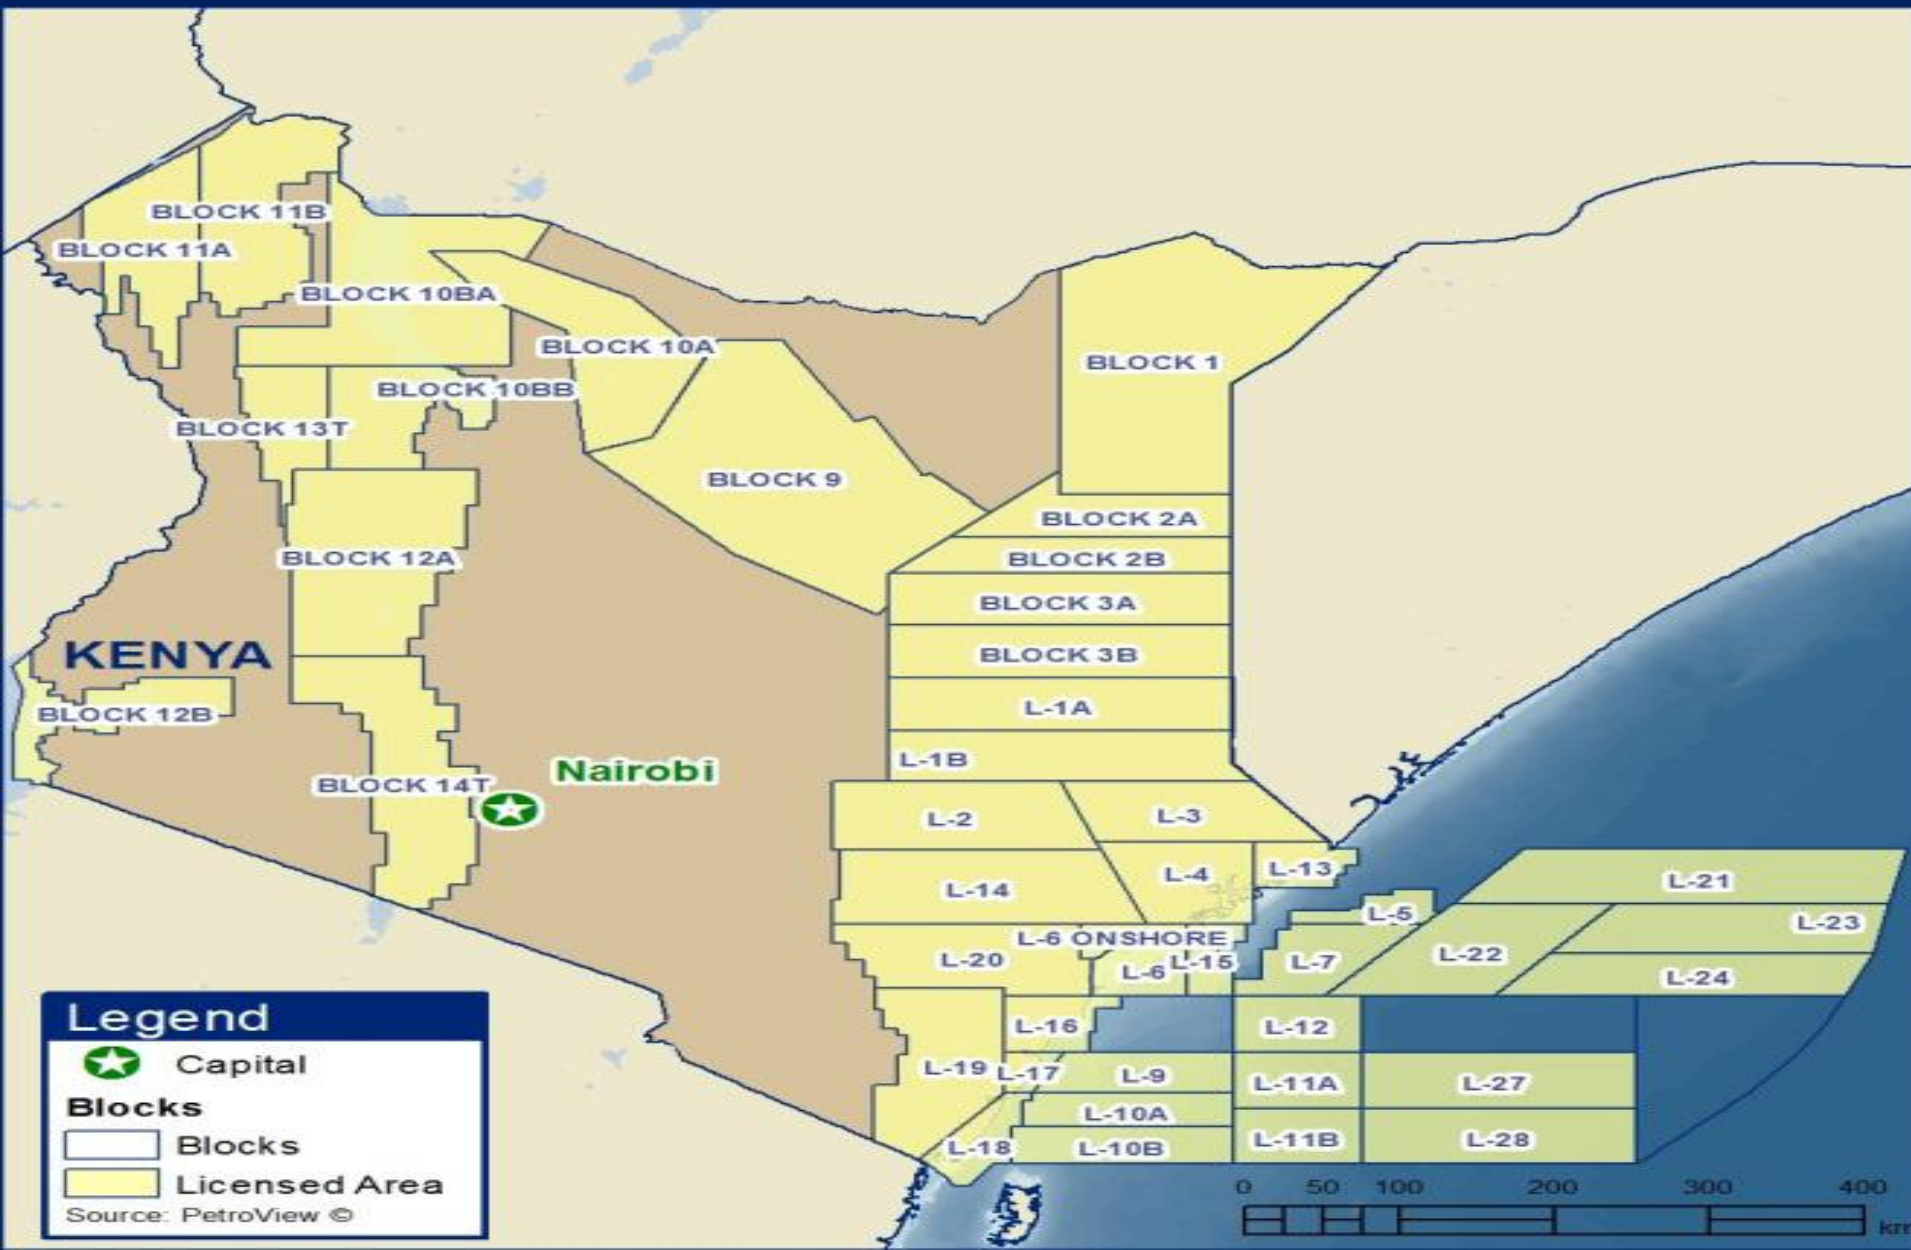 BLOCK 11B
BLOCK 11A
BLOCK 10BA
BLOCK 10A
BLOCK 1
BLOCK 10BB
BLOCK 13T
BLOCK 9
BLOCK 2A
BLOCK 12A
BLOCK 2B
BLOCK 3A
KENYA
BLOCK 3B
L-1A
BLOCK 12B
L-1B
Nairobi
BLOCK 14T
L-2
L-3
L-13
L-4
L-14
L-21
L-5
L-23
L-6 ONSHORE
L-20
L-6
L-15
L-7
L-22
L-24
L-16
L-12
L-19
L-17
L-9
L-11A
L-27
L-10A
L-18
L-10B
L-11B
L-28
Legend
Capital
Blocks
Blocks
Licensed Area
Source: PetroView ©
0 50 100 200 300 400
km